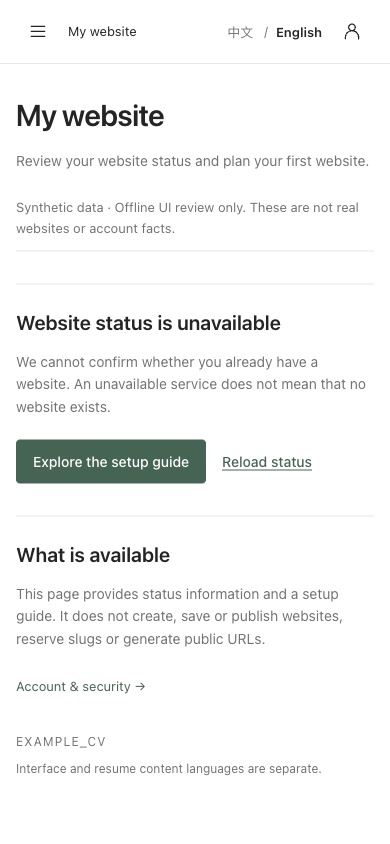 My website
中文 / English
My website
Review your website status and plan your first website.
Synthetic data · Offline UI review only. These are not real
websites or account facts.
Website status is unavailable
We cannot confirm whether you already have a
website. An unavailable service does not mean that no
website exists.
Explore the setup guide
Reload status
What is available
This page provides status information and a setup
guide. It does not create, save or publish websites,
reserve slugs or generate public URLs.
Account & security →
EXAMPLE_CV
Interface and resume content languages are separate.